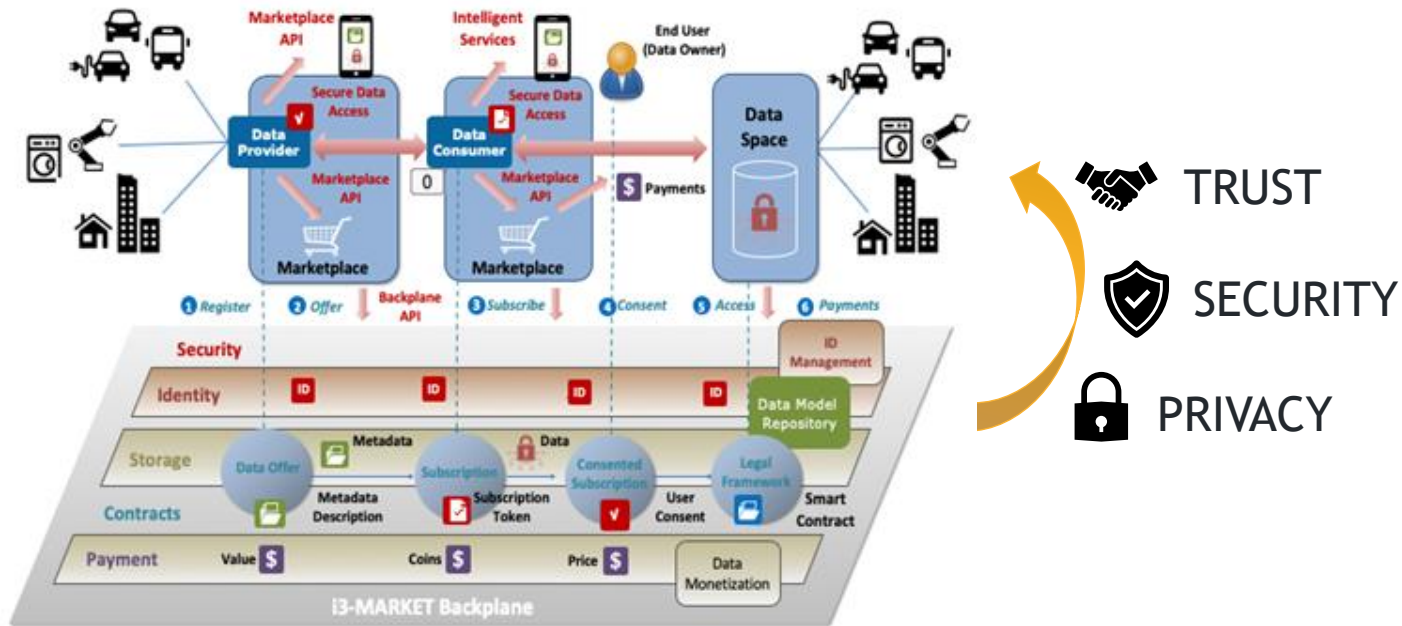 Marketplace
API
Intelligent
Services
End User
(Data Owner)
Secure Data
Access
Secure Data
Access
√
Data
Provider
Data
Consumer
Data
Space
Marketplace
API
0
Marketplace
API
$ Payments
Marketplace
Marketplace
1 Register
2 Offer
Backplane
API
3 Subscribe
4 Consent
5 Access
6 Payments
Security
ID
Management
Identity
ID
ID
ID
ID
Data Model
Repository
Storage
Data Offer
Metadata
Subscription
Data
Consented
Subscription
Legal
Framework
Contracts
Metadata
Description
Subscription
Token
√
User
Consent
Smart
Contract
Payment
Value $
Coins $
Price $
Data
Monetization
i3-MARKET Backplane
TRUST
SECURITY
PRIVACY